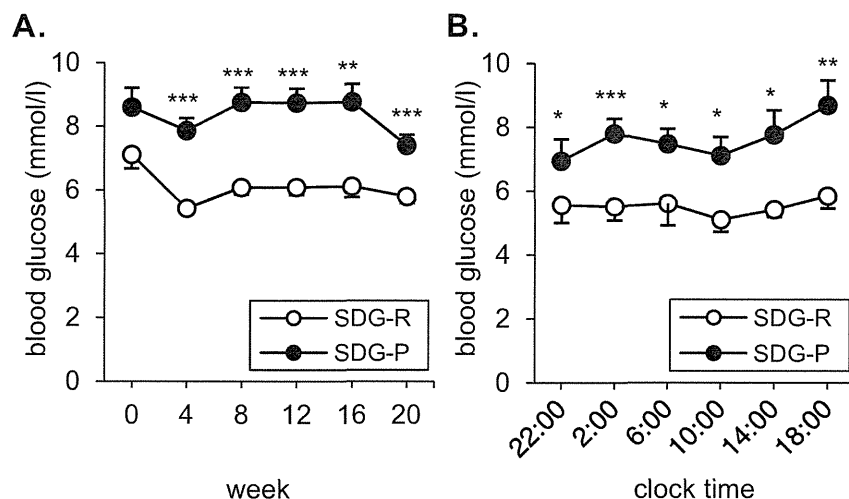 A.
blood glucose (mmol/l)
10
8
6
4
2
0
***
***
***
**
***
SDG-R
SDG-P
0 4 8 12 16 20
week
B.
blood glucose (mmol/l)
10
8
6
4
2
0
*
***
*
*
*
**
SDG-R
SDG-P
22:00 2:00 6:00 10:00 14:00 18:00
clock time